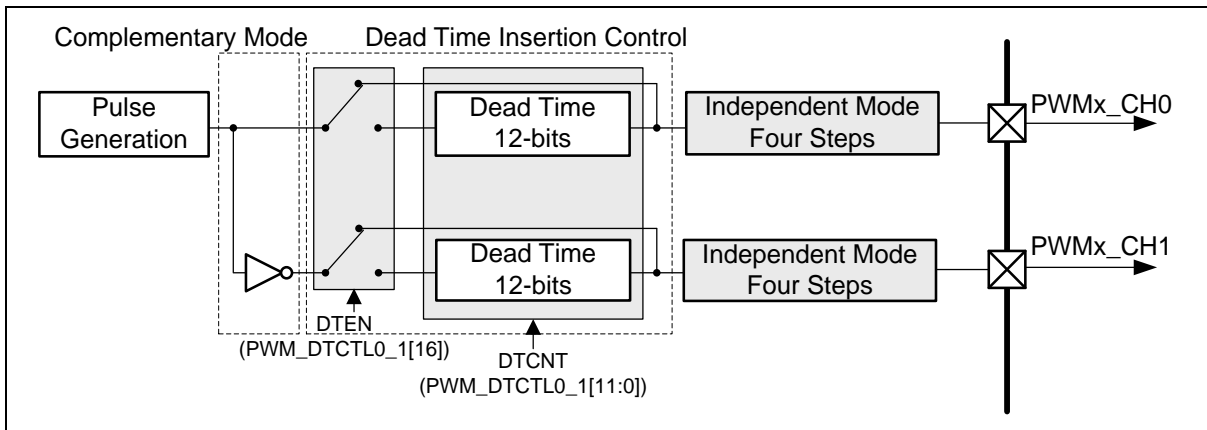 Complementary Mode
Dead Time Insertion Control
Pulse
Generation
Dead Time
12-bits
Independent Mode
Four Steps
PWMx_CH0
Dead Time
12-bits
Independent Mode
Four Steps
PWMx_CH1
DTEN
(PWM_DTCTL0_1[16])
DTCNT
(PWM_DTCTL0_1[11:0])